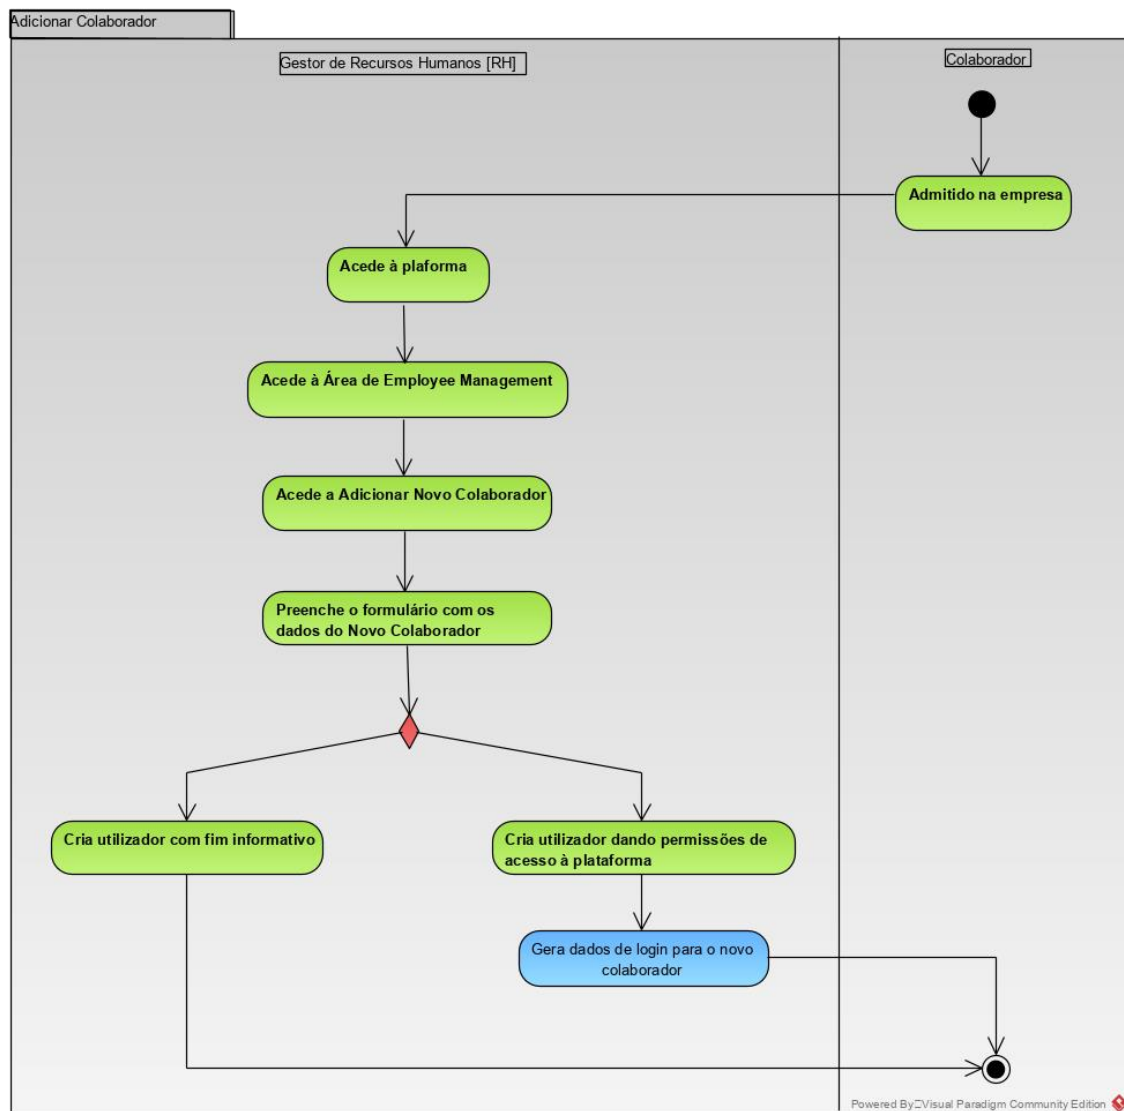 Adicionar Colaborador
Gestor de Recursos Humanos [RH]
Colaborador
Admitido na empresa
Acede à plaforma
Acede à Área de Employee Management
Acede a Adicionar Novo Colaborador
Preenche o formulário com os
dados do Novo Colaborador
Cria utilizador com fim informativo
Cria utilizador dando permissões de
acesso à plataforma
Gera dados de login para o novo
colaborador
Powered By Visual Paradigm Community Edition